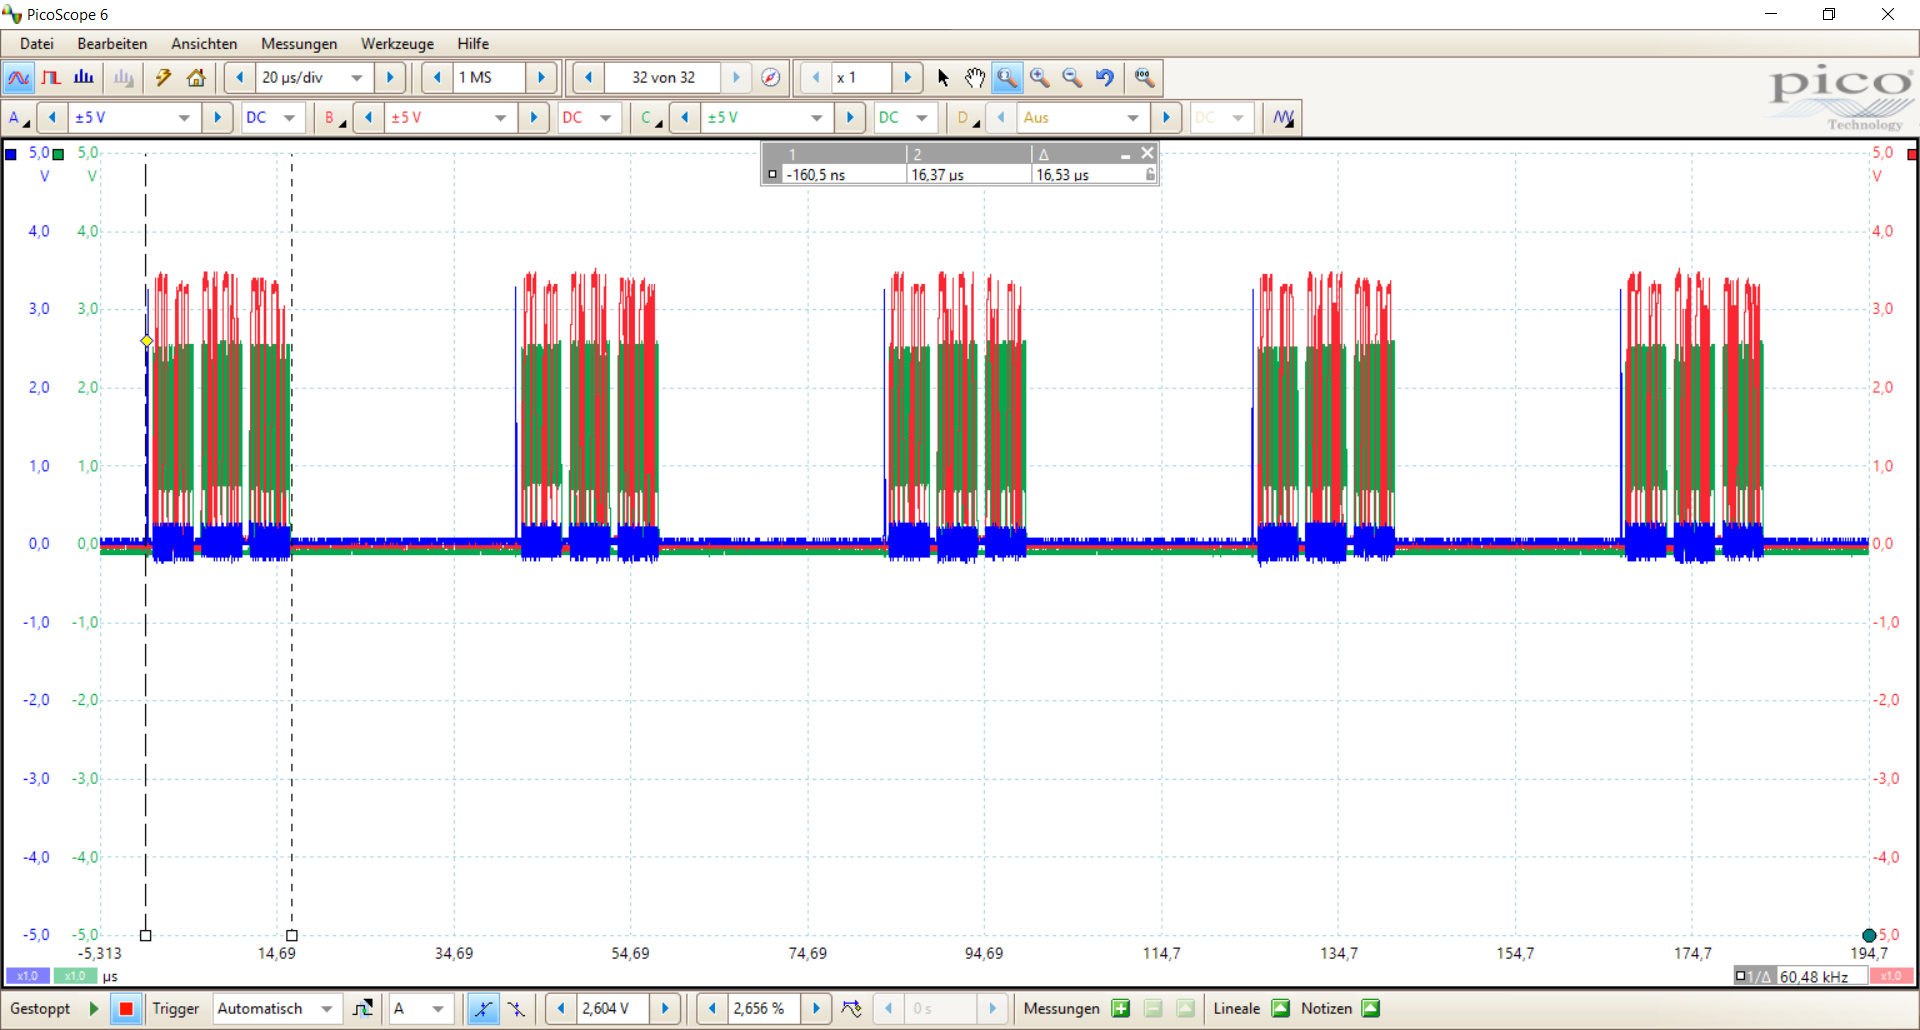 PicoScope 6
Datei Bearbeiten Ansichten Messungen Werkzeuge Hilfe
20 µs/div 1 MS 32 von 32 x 1
pico
Technology
A ±5 V DC B ±5 V DC C ±5 V DC D Aus DC
1 2 Δ
-160,5 ns 16,37 µs 16,53 µs
5,0 5,0 5,0
V V V
4,0 4,0 4,0
3,0 3,0 3,0
2,0 2,0 2,0
1,0 1,0 1,0
0,0 0,0 0,0
-1,0 -1,0 -1,0
-2,0 -2,0 -2,0
-3,0 -3,0 -3,0
-4,0 -4,0 -4,0
-5,0 -5,0 -5,0
-5,313 14,69 34,69 54,69 74,69 94,69 114,7 134,7 154,7 174,7 194,7
x1,0 x1,0 µs 1/Δ 60,48 kHz x1,0
Gestoppt Trigger Automatisch A 2,604 V 2,656 % 0 s Messungen Lineale Notizen